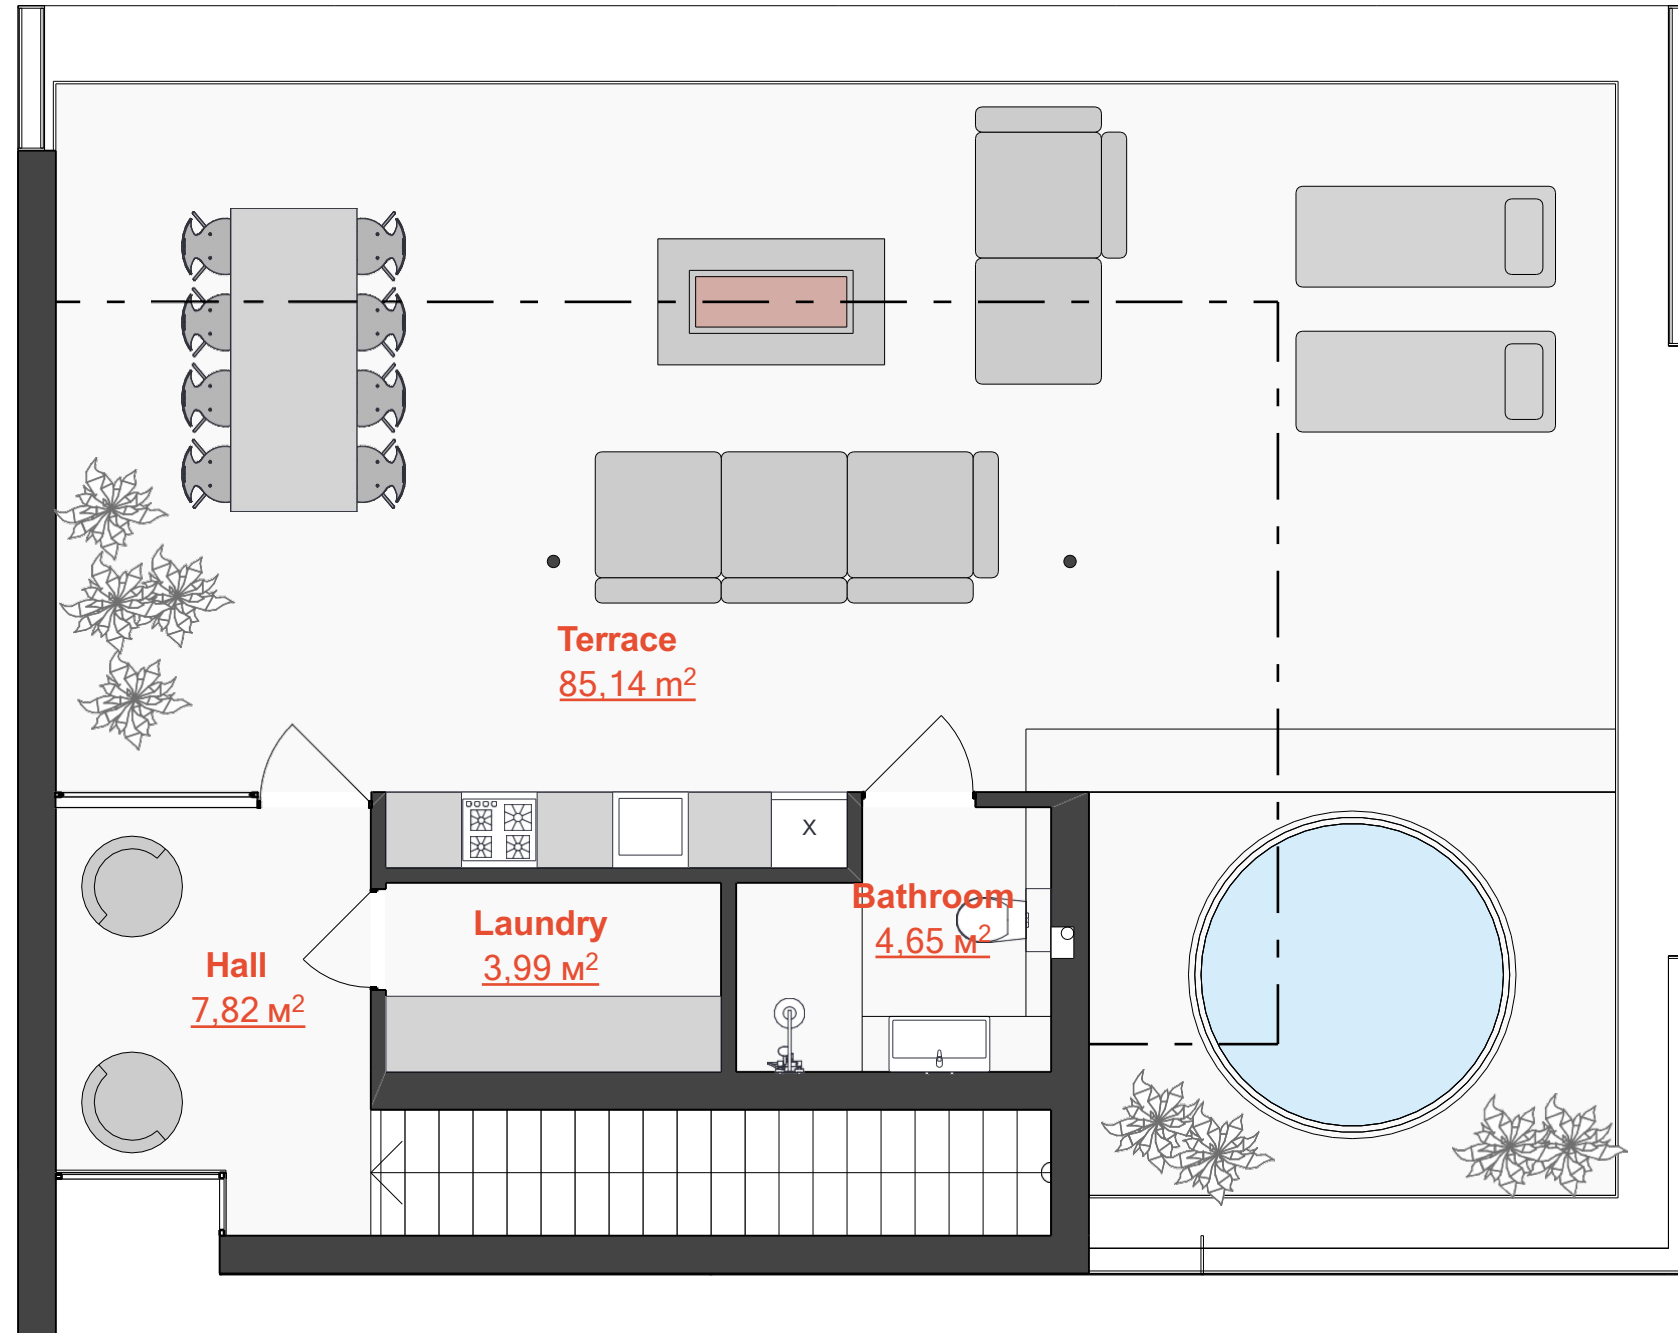 Terrace
85,14 m²
X
Bathroom
4,65 м²
Laundry
3,99 м²
Hall
7,82 м²